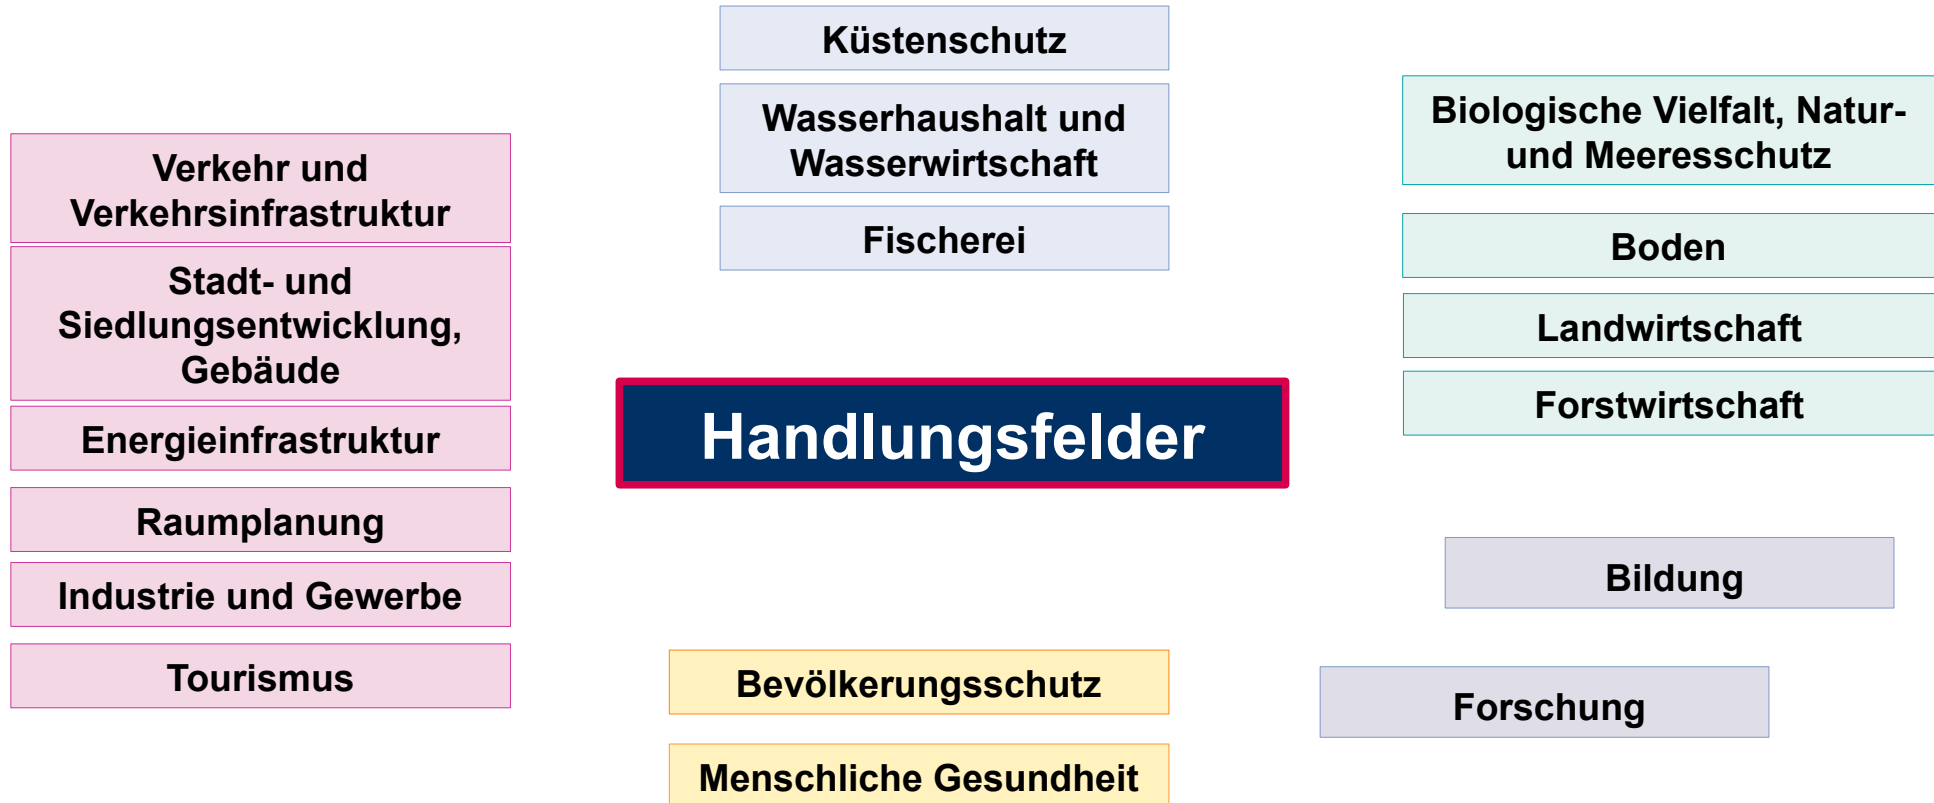 Küstenschutz
Wasserhaushalt und
Wasserwirtschaft
Fischerei
Biologische Vielfalt, Natur-
und Meeresschutz
Boden
Landwirtschaft
Forstwirtschaft
Verkehr und
Verkehrsinfrastruktur
Stadt- und
Siedlungsentwicklung,
Gebäude
Energieinfrastruktur
Raumplanung
Industrie und Gewerbe
Tourismus
Handlungsfelder
Bildung
Forschung
Bevölkerungsschutz
Menschliche Gesundheit